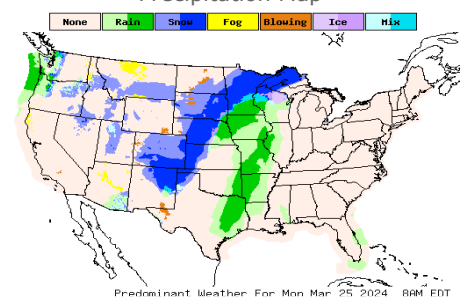 Precipitation Map
None Rain Snow Fog Blowing Ice Mix
Predominant Weather For Mon Mar 25 2024 8AM EDT